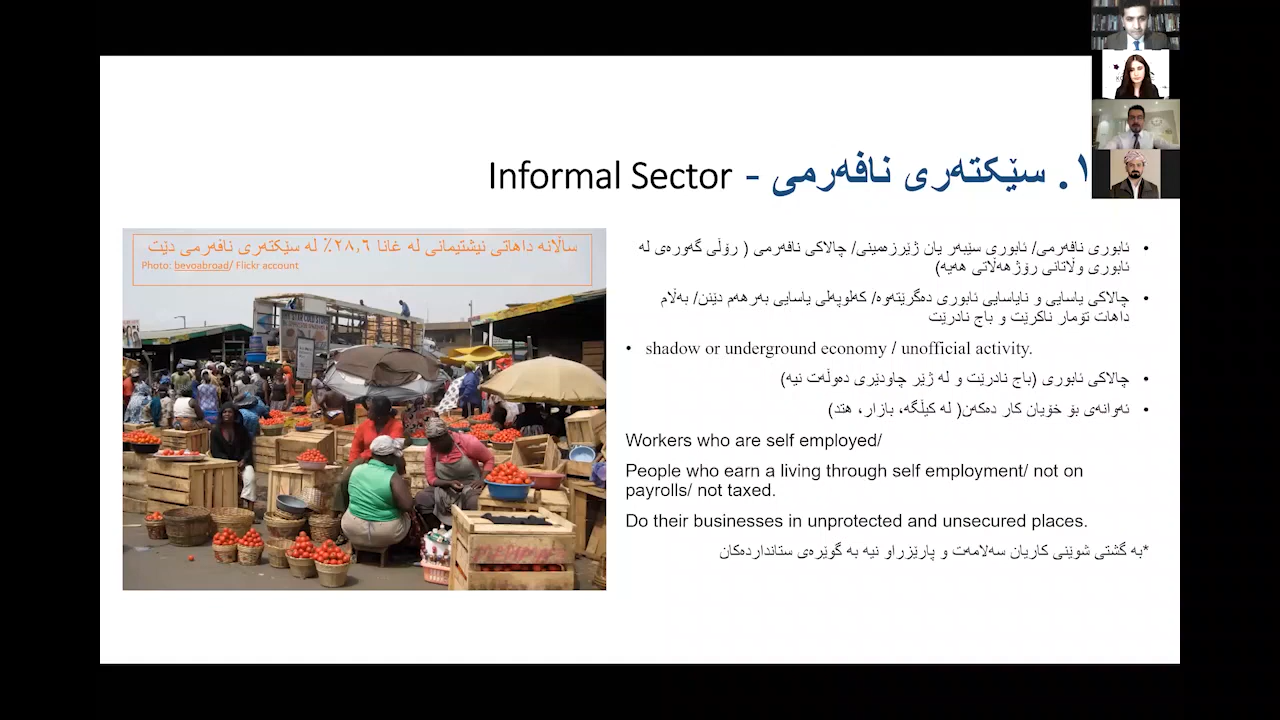 ١. سێکتەری نافەرمی - Informal Sector
ساڵانە داهاتی نیشتیمانی لە غانا ٢٨,٦٪ لە سێکتەری نافەرمی دێت
Photo: bevoabroad/ Flickr account
• ئابوری نافەرمی/ ئابوری سێبەر یان ژێرزەمینی/ چالاکی نافەرمی ( رۆڵی گەورەی لە
ئابوری وڵاتانی رۆژهەڵاتی هەیە)
• چالاکی یاسایی و نایاسایی ئابوری دەگرێتەوە/ کەلوپەلی یاسایی بەرهەم دێنن/ بەڵام
داهات تۆمار ناکرێت و باج نادرێت
• shadow or underground economy / unofficial activity.
• چالاکی ئابوری (باج نادرێت و لە ژێر چاودێری دەوڵەت نیە)
• ئەوانەی بۆ خۆیان کار دەکەن( لە کێڵگە، بازار، هتد)
Workers who are self employed/
People who earn a living through self employment/ not on
payrolls/ not taxed.
Do their businesses in unprotected and unsecured places.
*بە گشتی شوێنی کاریان سەلامەت و پارێزراو نیە بە گوێرەی ستانداردەکان